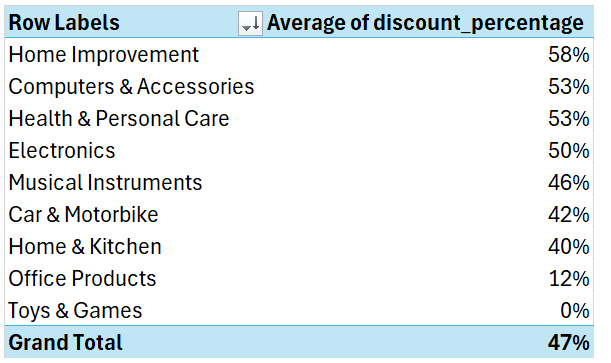 Row Labels Average of discount_percentage
Home Improvement 58%
Computers & Accessories 53%
Health & Personal Care 53%
Electronics 50%
Musical Instruments 46%
Car & Motorbike 42%
Home & Kitchen 40%
Office Products 12%
Toys & Games 0%
Grand Total 47%